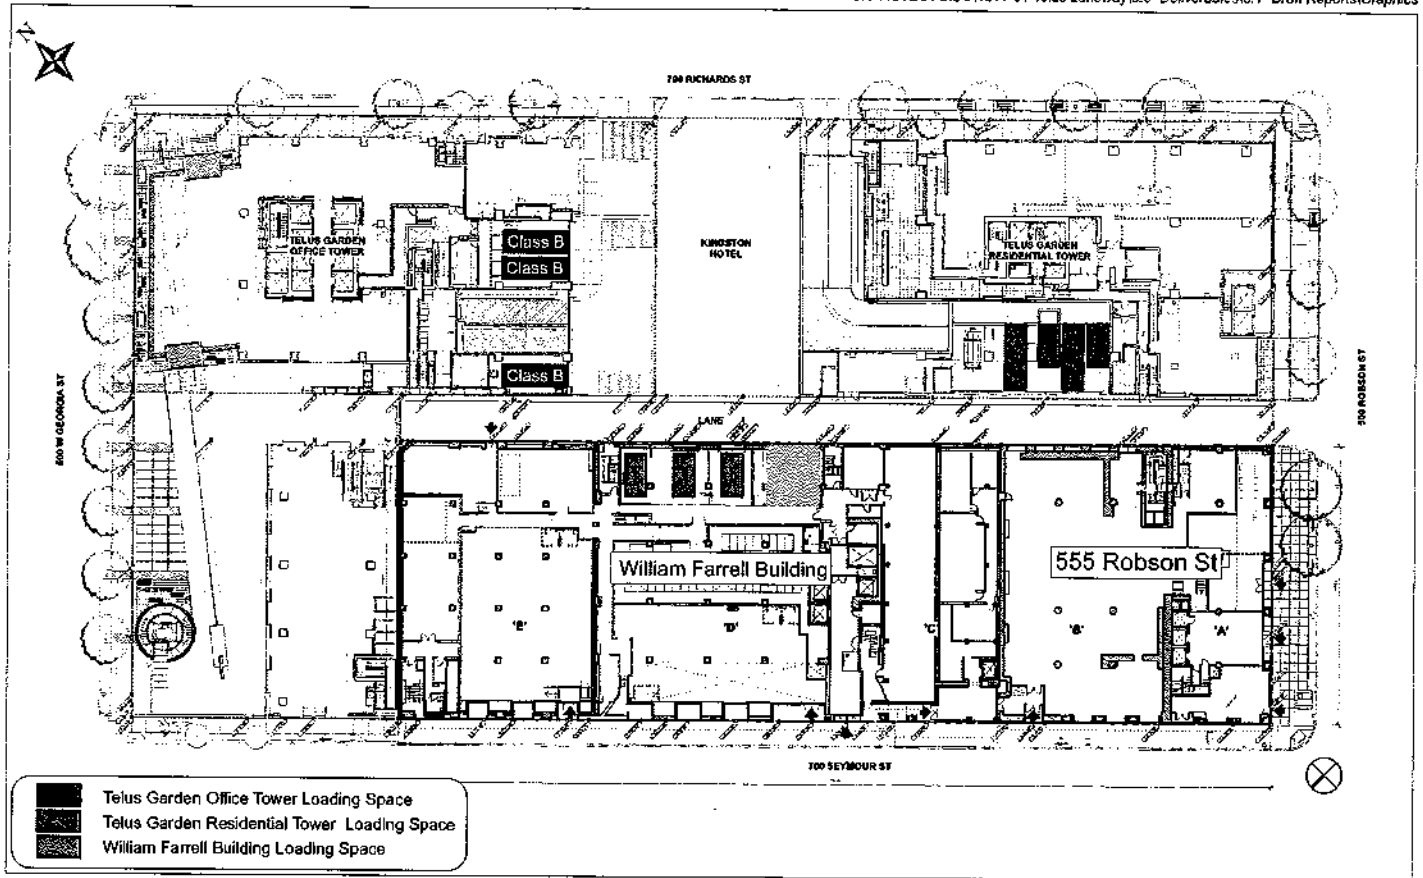 N
700 RICHARDS ST
TELUS GARDEN
OFFICE TOWER
Class B
Class B
KINGSTON
HOTEL
TELUS GARDEN
RESIDENTIAL TOWER
Class B
600 W GEORGIA ST
500 ROBSON ST
LANE
William Farrell Building
555 Robson St
'E'
'D'
'C'
'B'
'A'
700 SEYMOUR ST
Telus Garden Office Tower Loading Space
Telus Garden Residential Tower Loading Space
William Farrell Building Loading Space